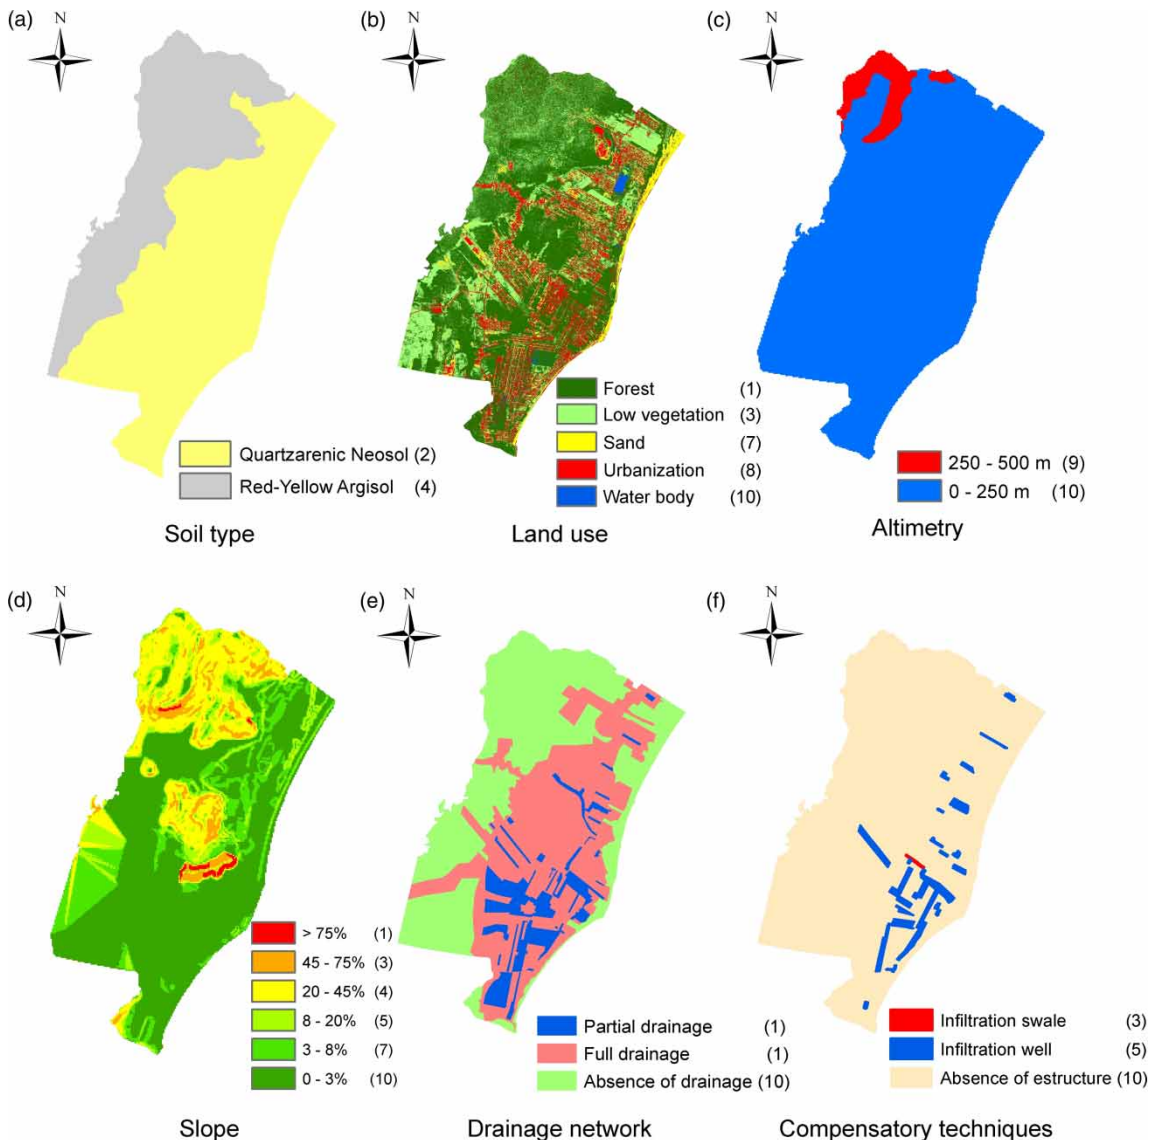 (a)
N
(b)
N
(c)
N
Quartzarenic Neosol (2)
Red-Yellow Argisol (4)
Soil type
Forest (1)
Low vegetation (3)
Sand (7)
Urbanization (8)
Water body (10)
Land use
250 - 500 m (9)
0 - 250 m (10)
Altimetry
(d)
N
(e)
N
(f)
N
> 75% (1)
45 - 75% (3)
20 - 45% (4)
8 - 20% (5)
3 - 8% (7)
0 - 3% (10)
Slope
Partial drainage (1)
Full drainage (1)
Absence of drainage (10)
Drainage network
Infiltration swale (3)
Infiltration well (5)
Absence of estructure (10)
Compensatory techniques